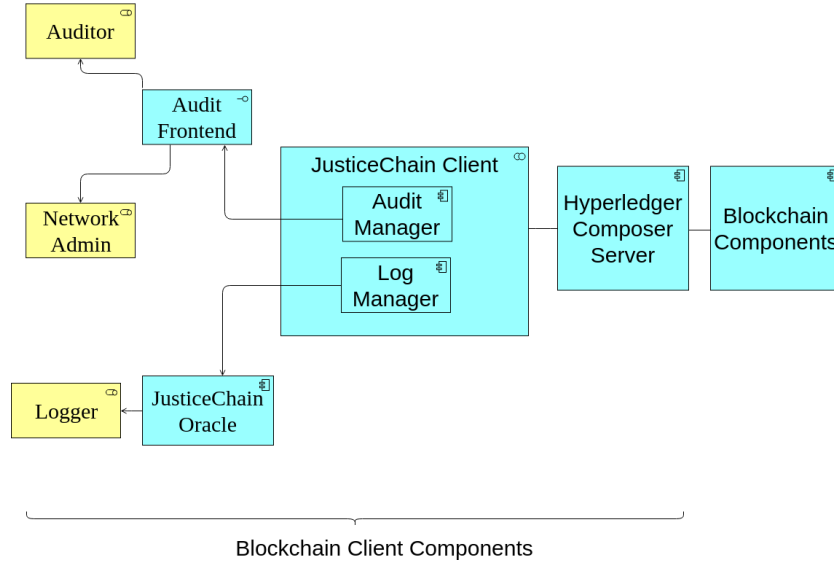 Auditor
Audit
Frontend
Network
Admin
JusticeChain Client
Audit
Manager
Log
Manager
Hyperledger
Composer
Server
Blockchain
Components
JusticeChain
Oracle
Logger
Blockchain Client Components